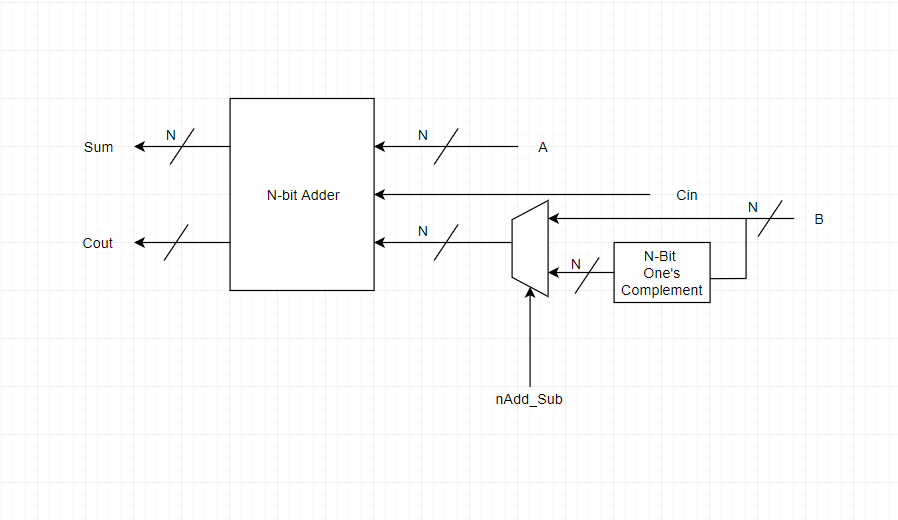 N
N
Sum
A
N-bit Adder
Cin
N
B
N
Cout
N-Bit
One's
Complement
N
nAdd_Sub